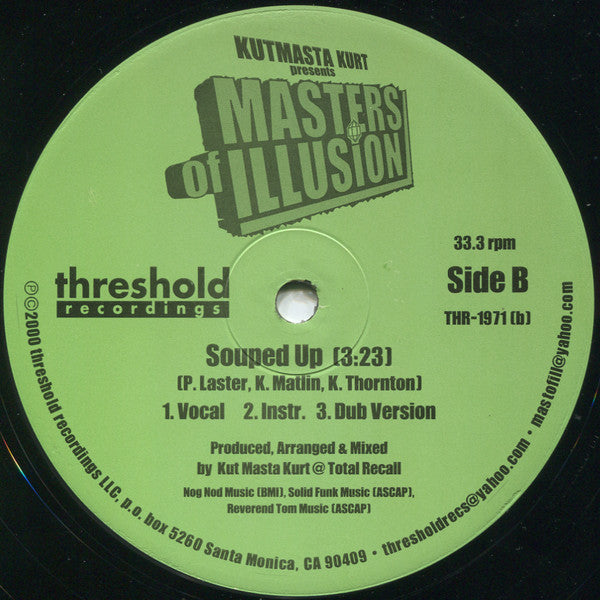 KUTMASTA KURT
presents
MASTERS
of ILLUSION
33.3 rpm
Side B
THR-1971 (b)
threshold
recordings
Souped Up (3:23)
(P. Laster, K. Matlin, K. Thornton)
1. Vocal 2. Instr. 3. Dub Version
Produced, Arranged & Mixed
by Kut Masta Kurt @ Total Recall
Nog Nod Music (BMI), Solid Funk Music (ASCAP),
Reverend Tom Music (ASCAP)
ⓅⒸ2000 threshold recordings LLC, p.o. box 5260 Santa Monica, CA 90409 • thresholdrecs@yahoo.com • mastofill@yahoo.com